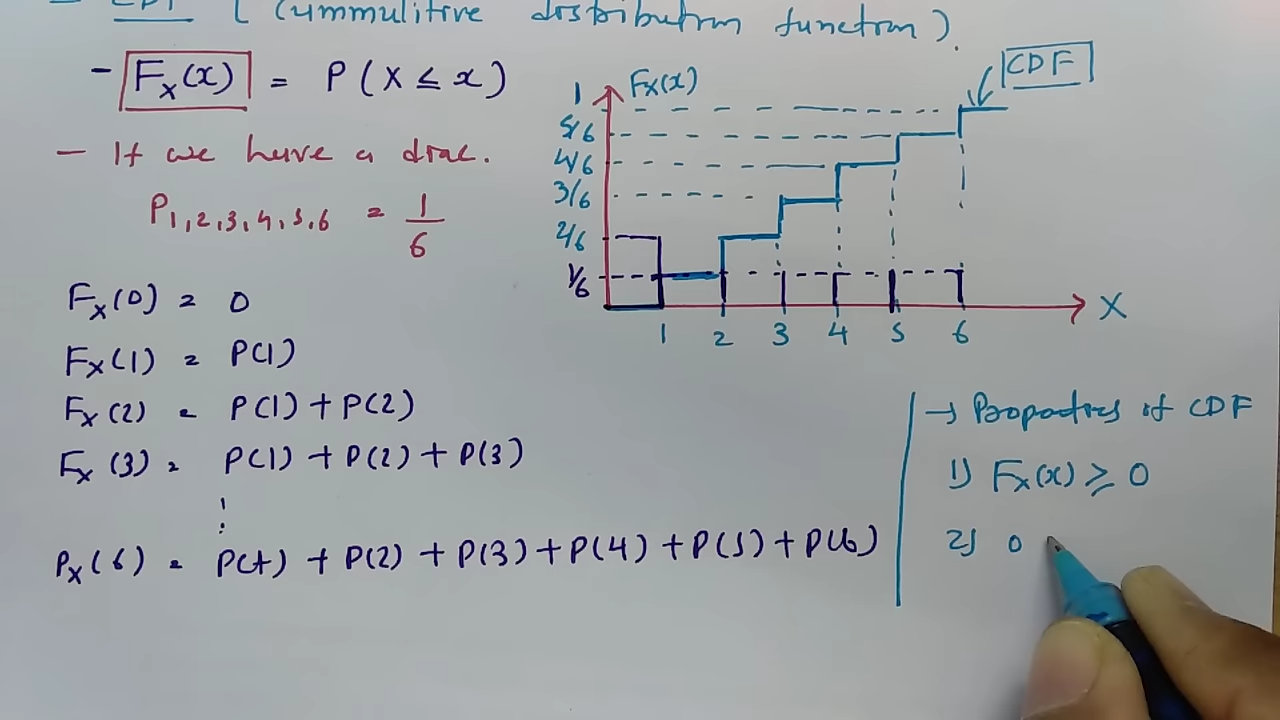 - CDF (Cummulitive distribution function).
- Fx(x) = P(X ≤ x)
- If we have a dice.
P1,2,3,4,5,6 = 1/6
Fx(0) = 0
Fx(1) = P(1)
Fx(2) = P(1) + P(2)
Fx(3) = P(1) + P(2) + P(3)
⋮
Px(6) = P(1) + P(2) + P(3) + P(4) + P(5) + P(6)
Fx(x)
CDF
1
5/6
4/6
3/6
2/6
1/6
1 2 3 4 5 6
X
→ Properties of CDF
1) Fx(x) ≥ 0
2) 0